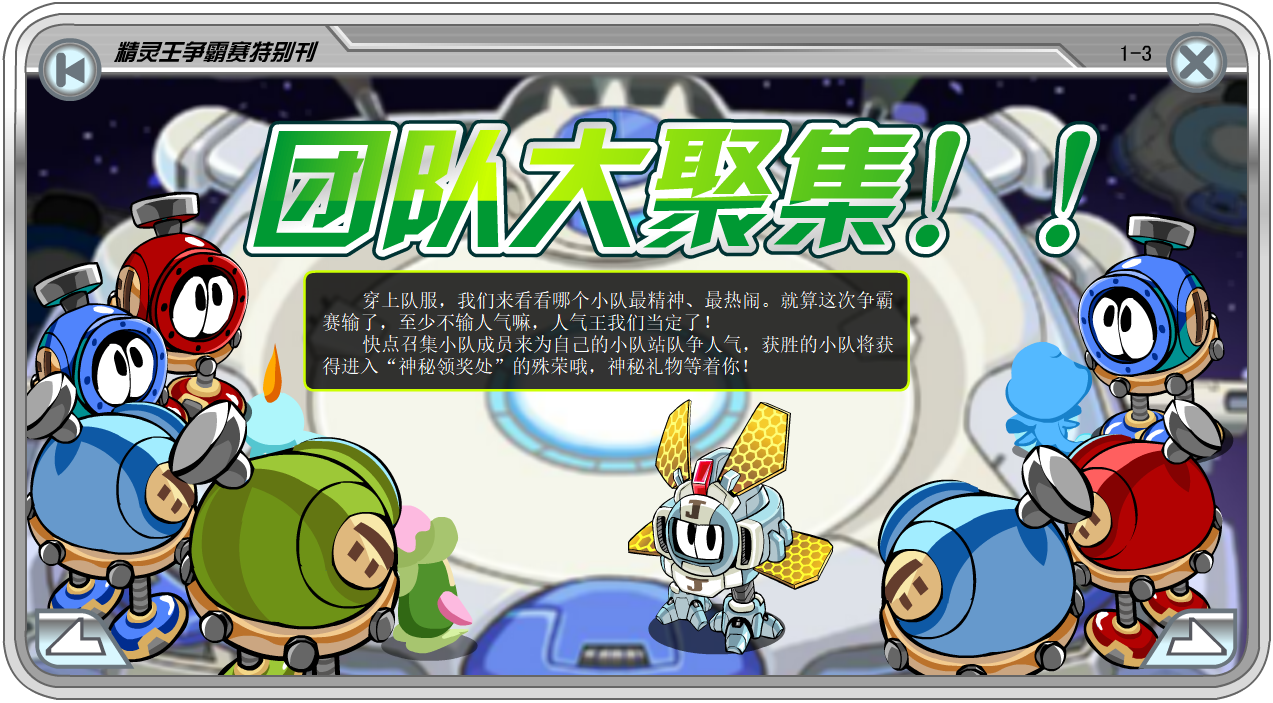 精灵王争霸赛特别刊
1-3
团队大聚集！！
穿上队服，我们来看看哪个小队最精神、最热闹。就算这次争霸
赛输了，至少不输人气嘛，人气王我们当定了！
快点召集小队成员来为自己的小队站队争人气，获胜的小队将获
得进入“神秘领奖处”的殊荣哦，神秘礼物等着你！
J
J